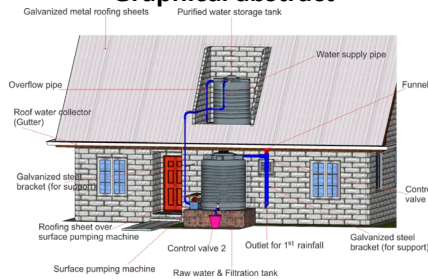 Graphical abstract
Galvanized metal roofing sheets
Purified water storage tank
Water supply pipe
Overflow pipe
Funnel
Roof water collector
(Gutter)
Galvanized steel
bracket (for support)
Control
valve
Roofing sheet over
surface pumping machine
Galvanized steel
bracket (for support)
Control valve 2
Outlet for 1st rainfall
Surface pumping machine
Raw water & Filtration tank